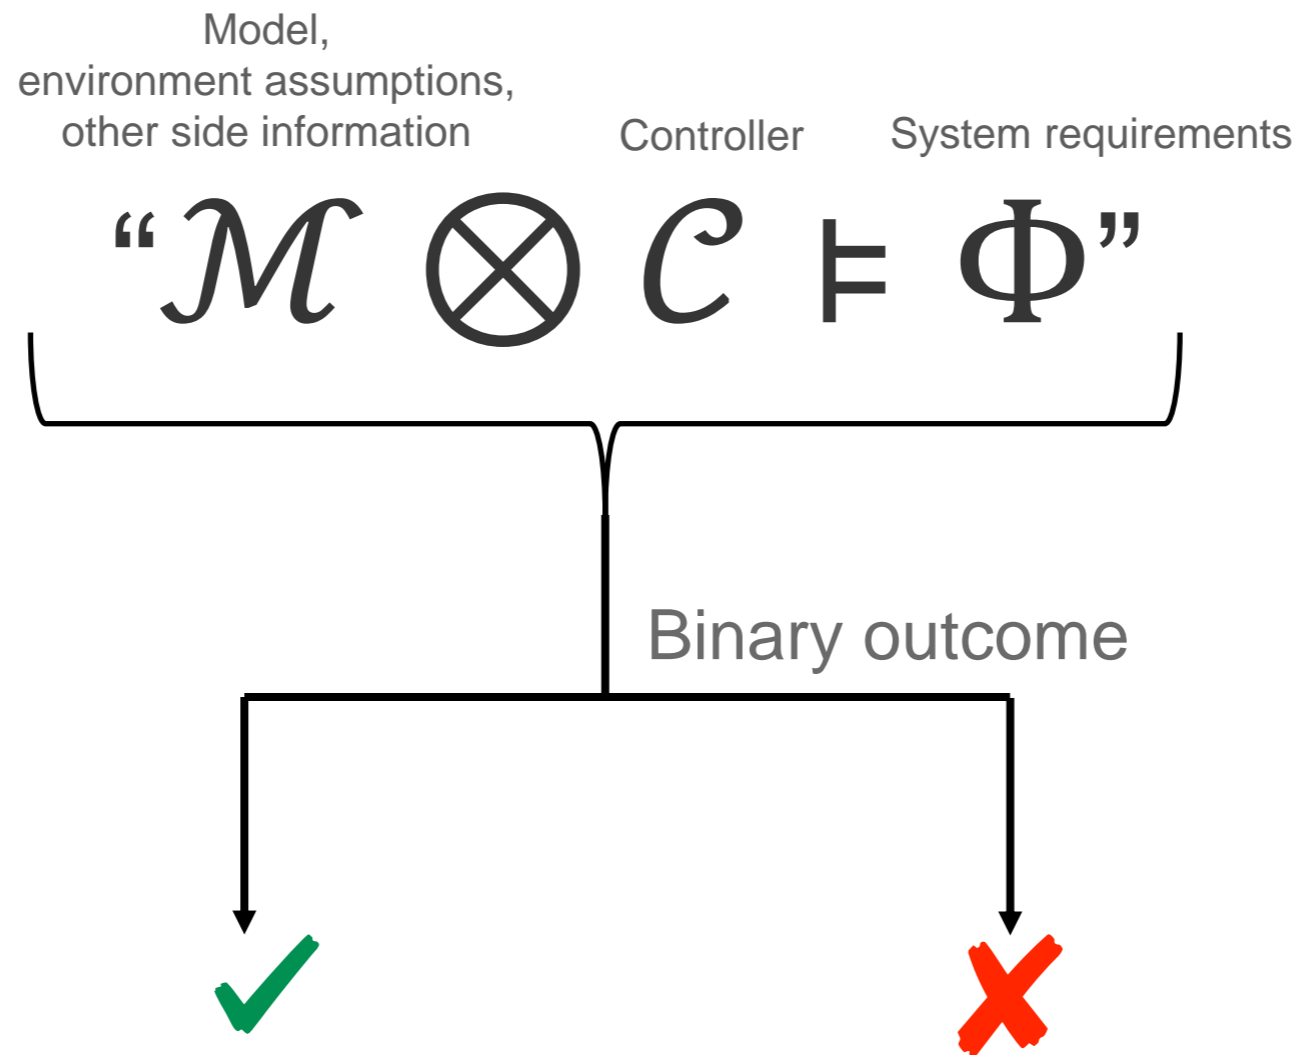 Model,
environment assumptions,
other side information
Controller
System requirements
“ℳ ⊗ 𝒞 ⊧ Φ”
Binary outcome